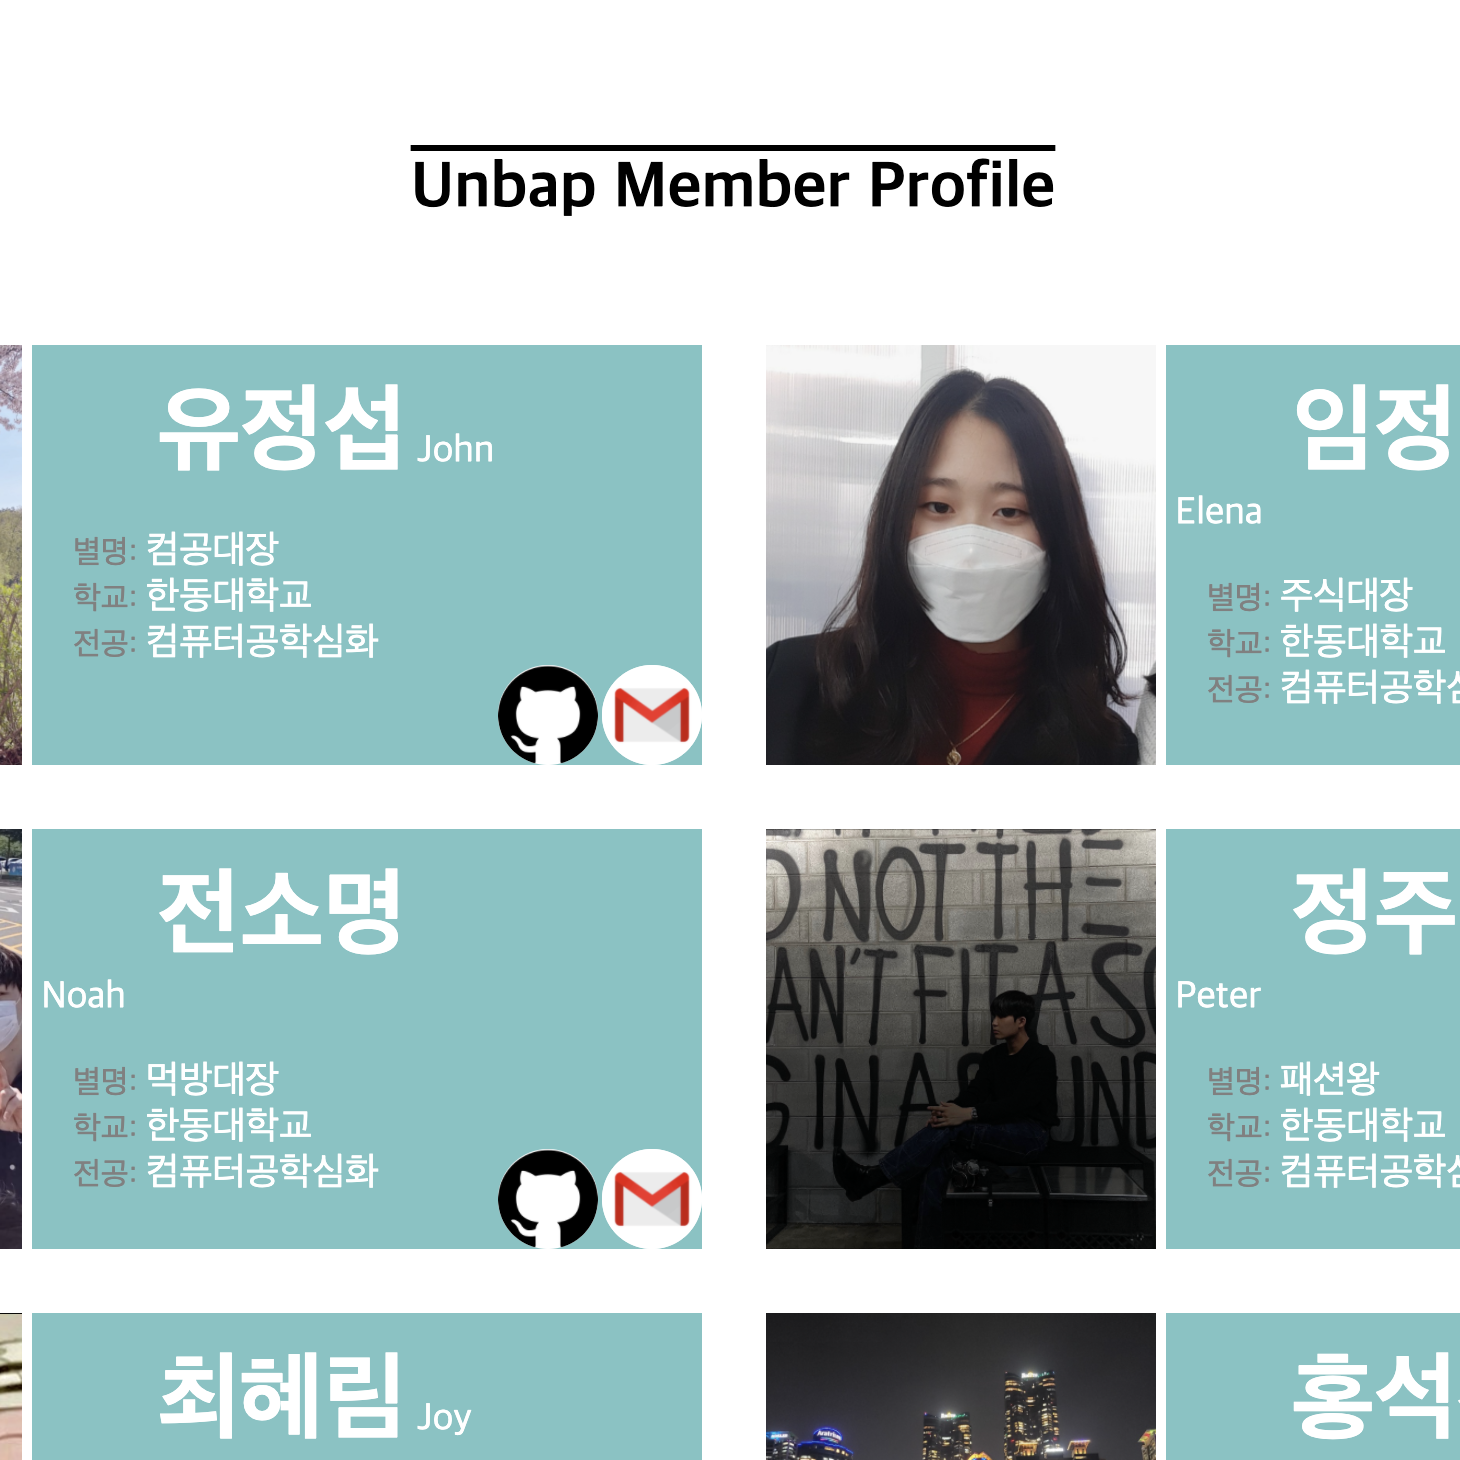 Unbap Member Profile
유정섭 John
별명: 컴공대장
학교: 한동대학교
전공: 컴퓨터공학심화
임정
Elena
별명: 주식대장
학교: 한동대학교
전공: 컴퓨터공학심
전소명
Noah
별명: 먹방대장
학교: 한동대학교
전공: 컴퓨터공학심화
NOT THE
AN'T FIT A SO
G IN A ROUND
정주
Peter
별명: 패션왕
학교: 한동대학교
전공: 컴퓨터공학심
최혜림 Joy
홍석